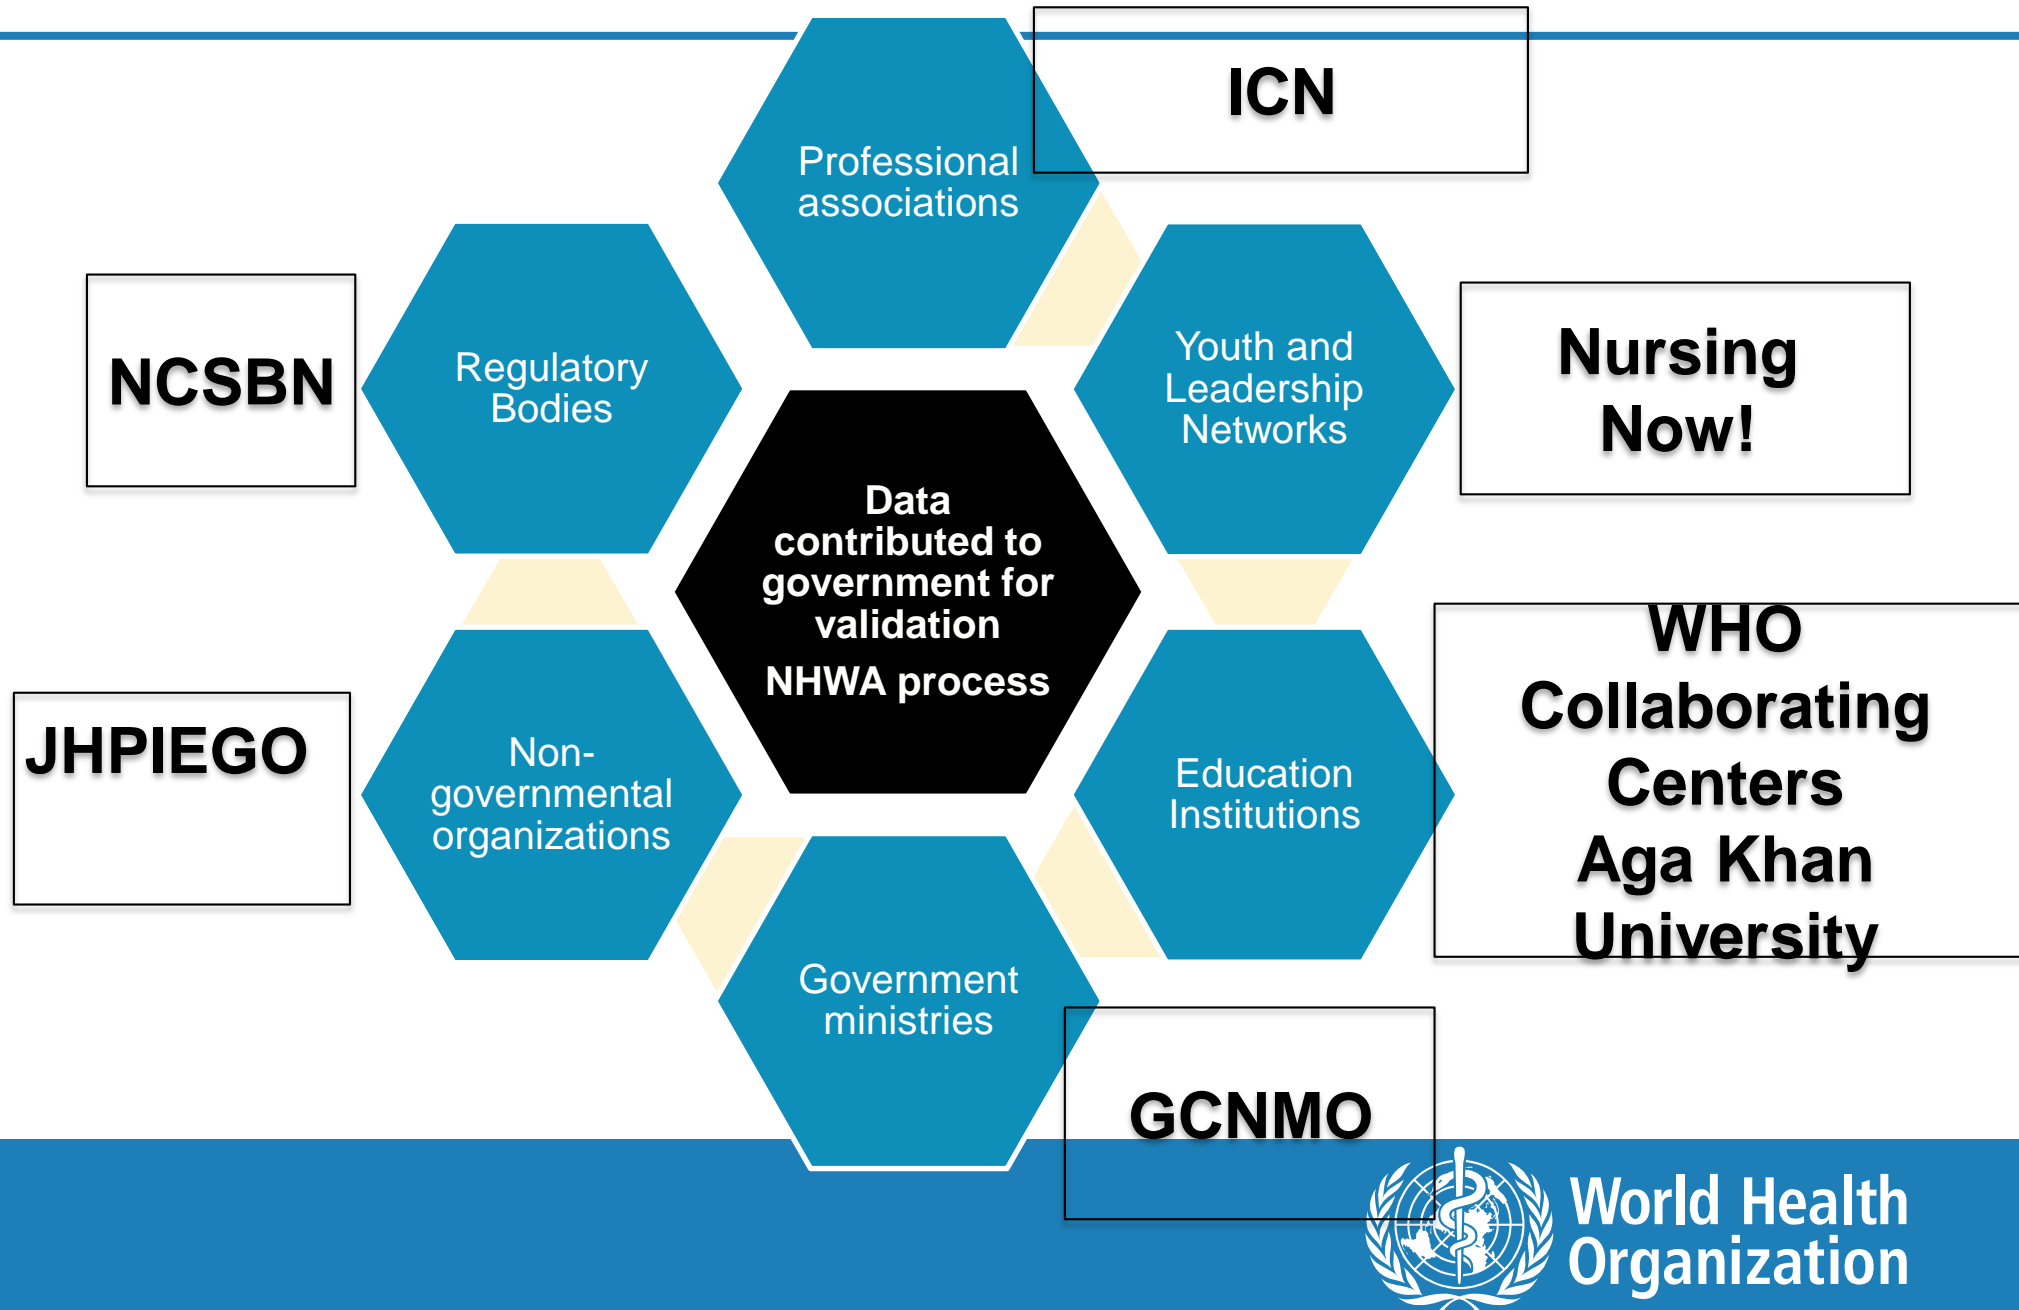 ICN
Professional
associations
NCSBN
Regulatory
Bodies
Youth and
Leadership
Networks
Nursing
Now!
Data
contributed to
government for
validation
NHWA process
JHPIEGO
Non-
governmental
organizations
Education
Institutions
WHO
Collaborating
Centers
Aga Khan
University
Government
ministries
GCNMO
World Health
Organization